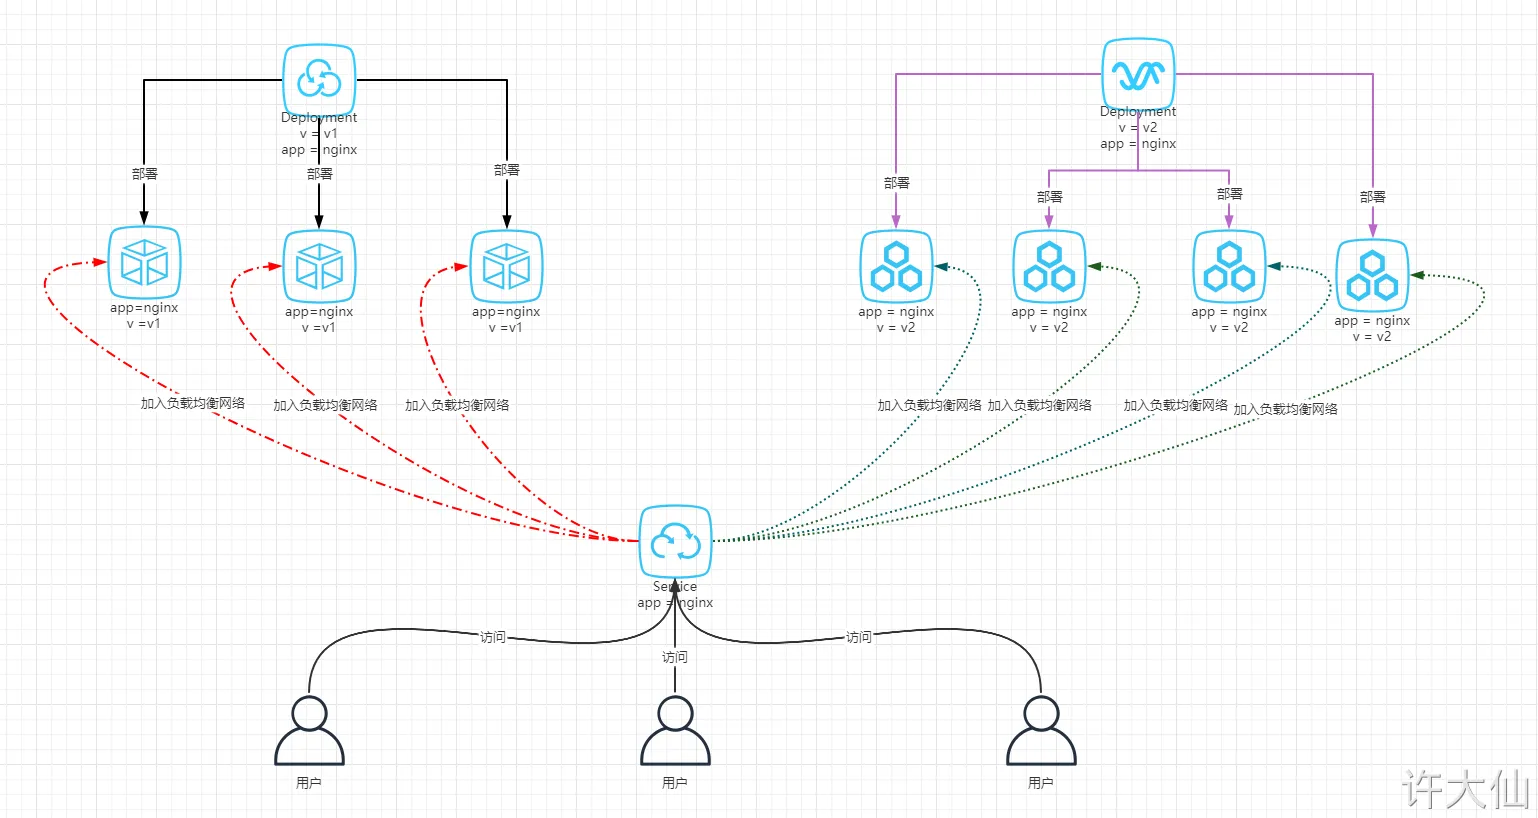 Deployment
v = v1
app = nginx
Deployment
v = v2
app = nginx
部署
部署
部署
部署
部署
部署
部署
app=nginx
v =v1
app=nginx
v =v1
app=nginx
v =v1
app = nginx
v = v2
app = nginx
v = v2
app = nginx
v = v2
app = nginx
v = v2
加入负载均衡网络
加入负载均衡网络
加入负载均衡网络
加入负载均衡网络
加入负载均衡网络
加入负载均衡网络
加入负载均衡网络
Service
app = nginx
访问
访问
访问
用户
用户
用户
许大仙